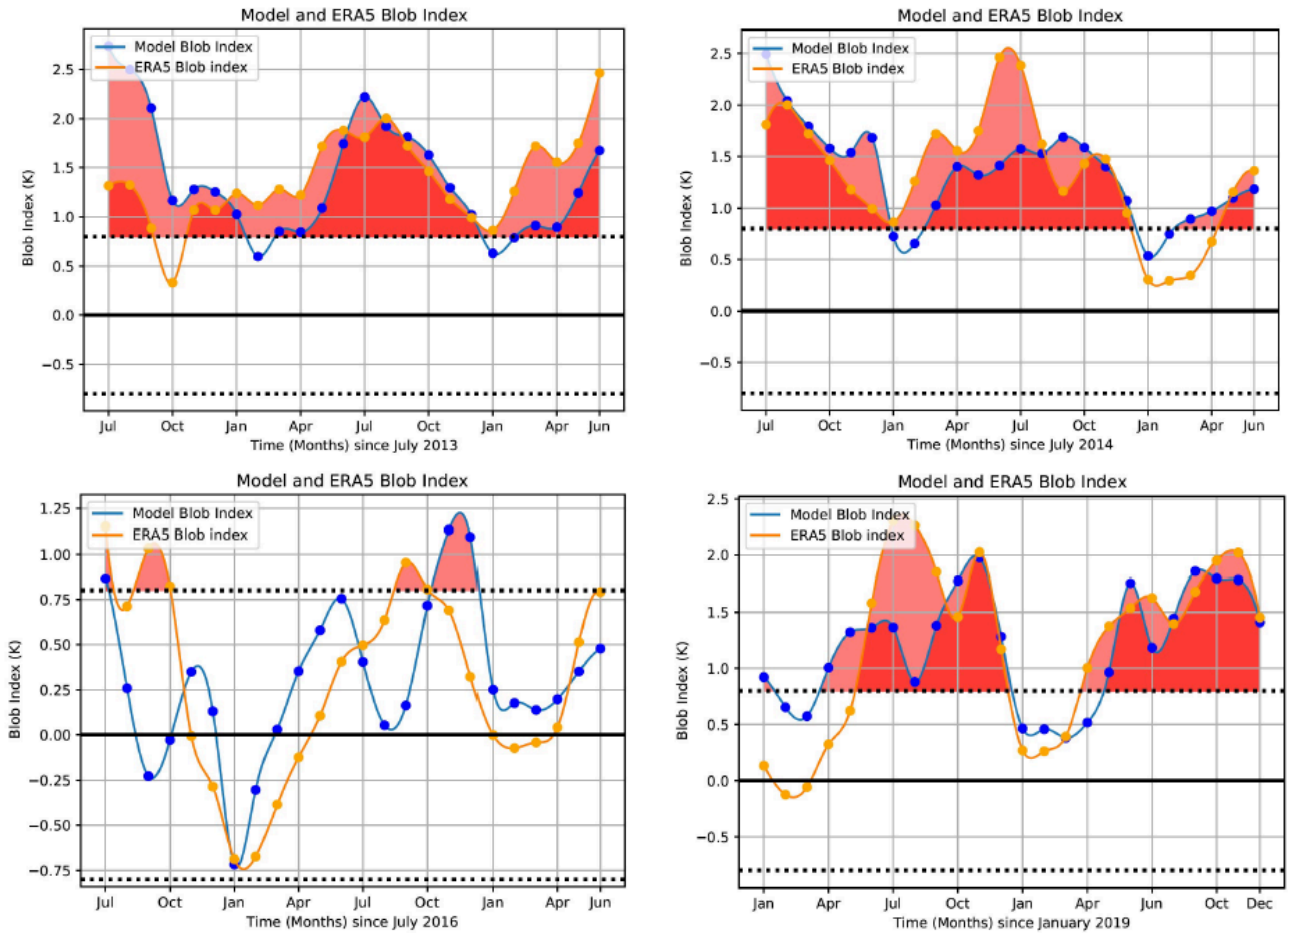 Model and ERA5 Blob Index
Model Blob Index
ERA5 Blob index
2.5
2.0
1.5
1.0
0.5
0.0
−0.5
Blob Index (K)
Jul Oct Jan Apr Jul Oct Jan Apr Jun
Time (Months) since July 2013
Model and ERA5 Blob Index
Model Blob Index
ERA5 Blob index
2.5
2.0
1.5
1.0
0.5
0.0
−0.5
Blob Index (K)
Jul Oct Jan Apr Jul Oct Jan Apr Jun
Time (Months) since July 2014
Model and ERA5 Blob Index
Model Blob Index
ERA5 Blob index
1.25
1.00
0.75
0.50
0.25
0.00
−0.25
−0.50
−0.75
Blob Index (K)
Jul Oct Jan Apr Jul Oct Jan Apr Jun
Time (Months) since July 2016
Model and ERA5 Blob Index
Model Blob Index
ERA5 Blob index
2.5
2.0
1.5
1.0
0.5
0.0
−0.5
Blob Index (K)
Jan Apr Jul Oct Jan Apr Jun Oct Dec
Time (Months) since January 2019